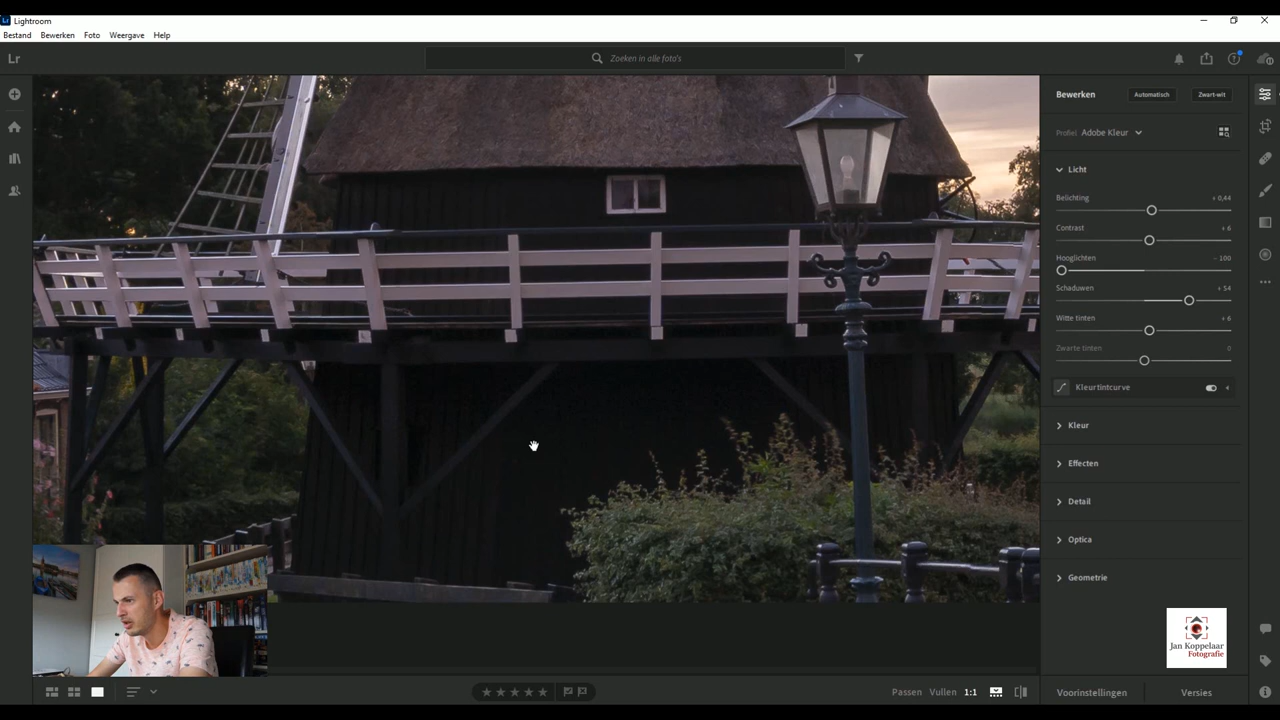 Lightroom
Bestand Bewerken Foto Weergave Help
Lr
Zoeken in alle foto's
Bewerken Automatisch Zwart-wit
Profiel Adobe Kleur
Licht
Belichting + 0,44
Contrast + 6
Hooglichten - 100
Schaduwen + 54
Witte tinten + 6
Zwarte tinten 0
Kleurtintcurve
Kleur
Effecten
Detail
Optica
Geometrie
Jan Koppelaar
Fotografie
Passen Vullen 1:1
Voorinstellingen Versies